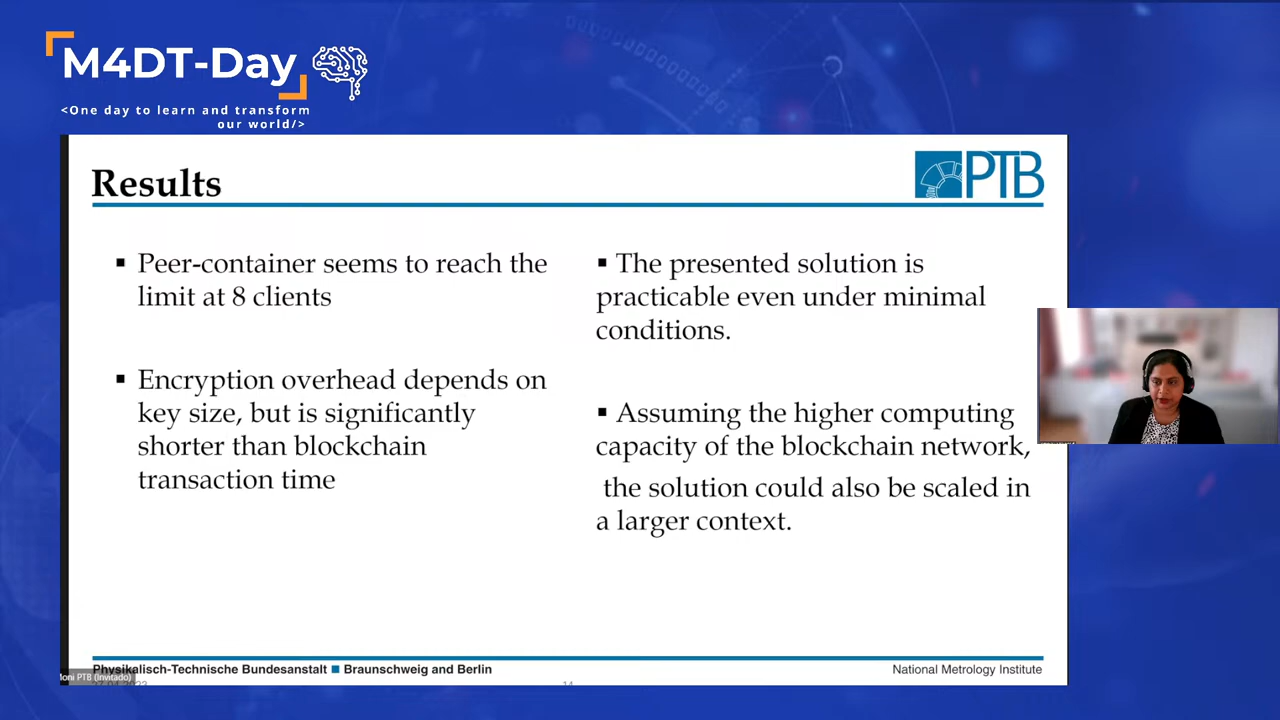 M4DT-Day
<One day to learn and transform
our world/>
Results
PTB
▪ Peer-container seems to reach the
limit at 8 clients
▪ Encryption overhead depends on
key size, but is significantly
shorter than blockchain
transaction time
▪ The presented solution is
practicable even under minimal
conditions.
▪ Assuming the higher computing
capacity of the blockchain network,
the solution could also be scaled in
a larger context.
Physikalisch-Technische Bundesanstalt ■ Braunschweig and Berlin
National Metrology Institute
PTB (Invitado)
14